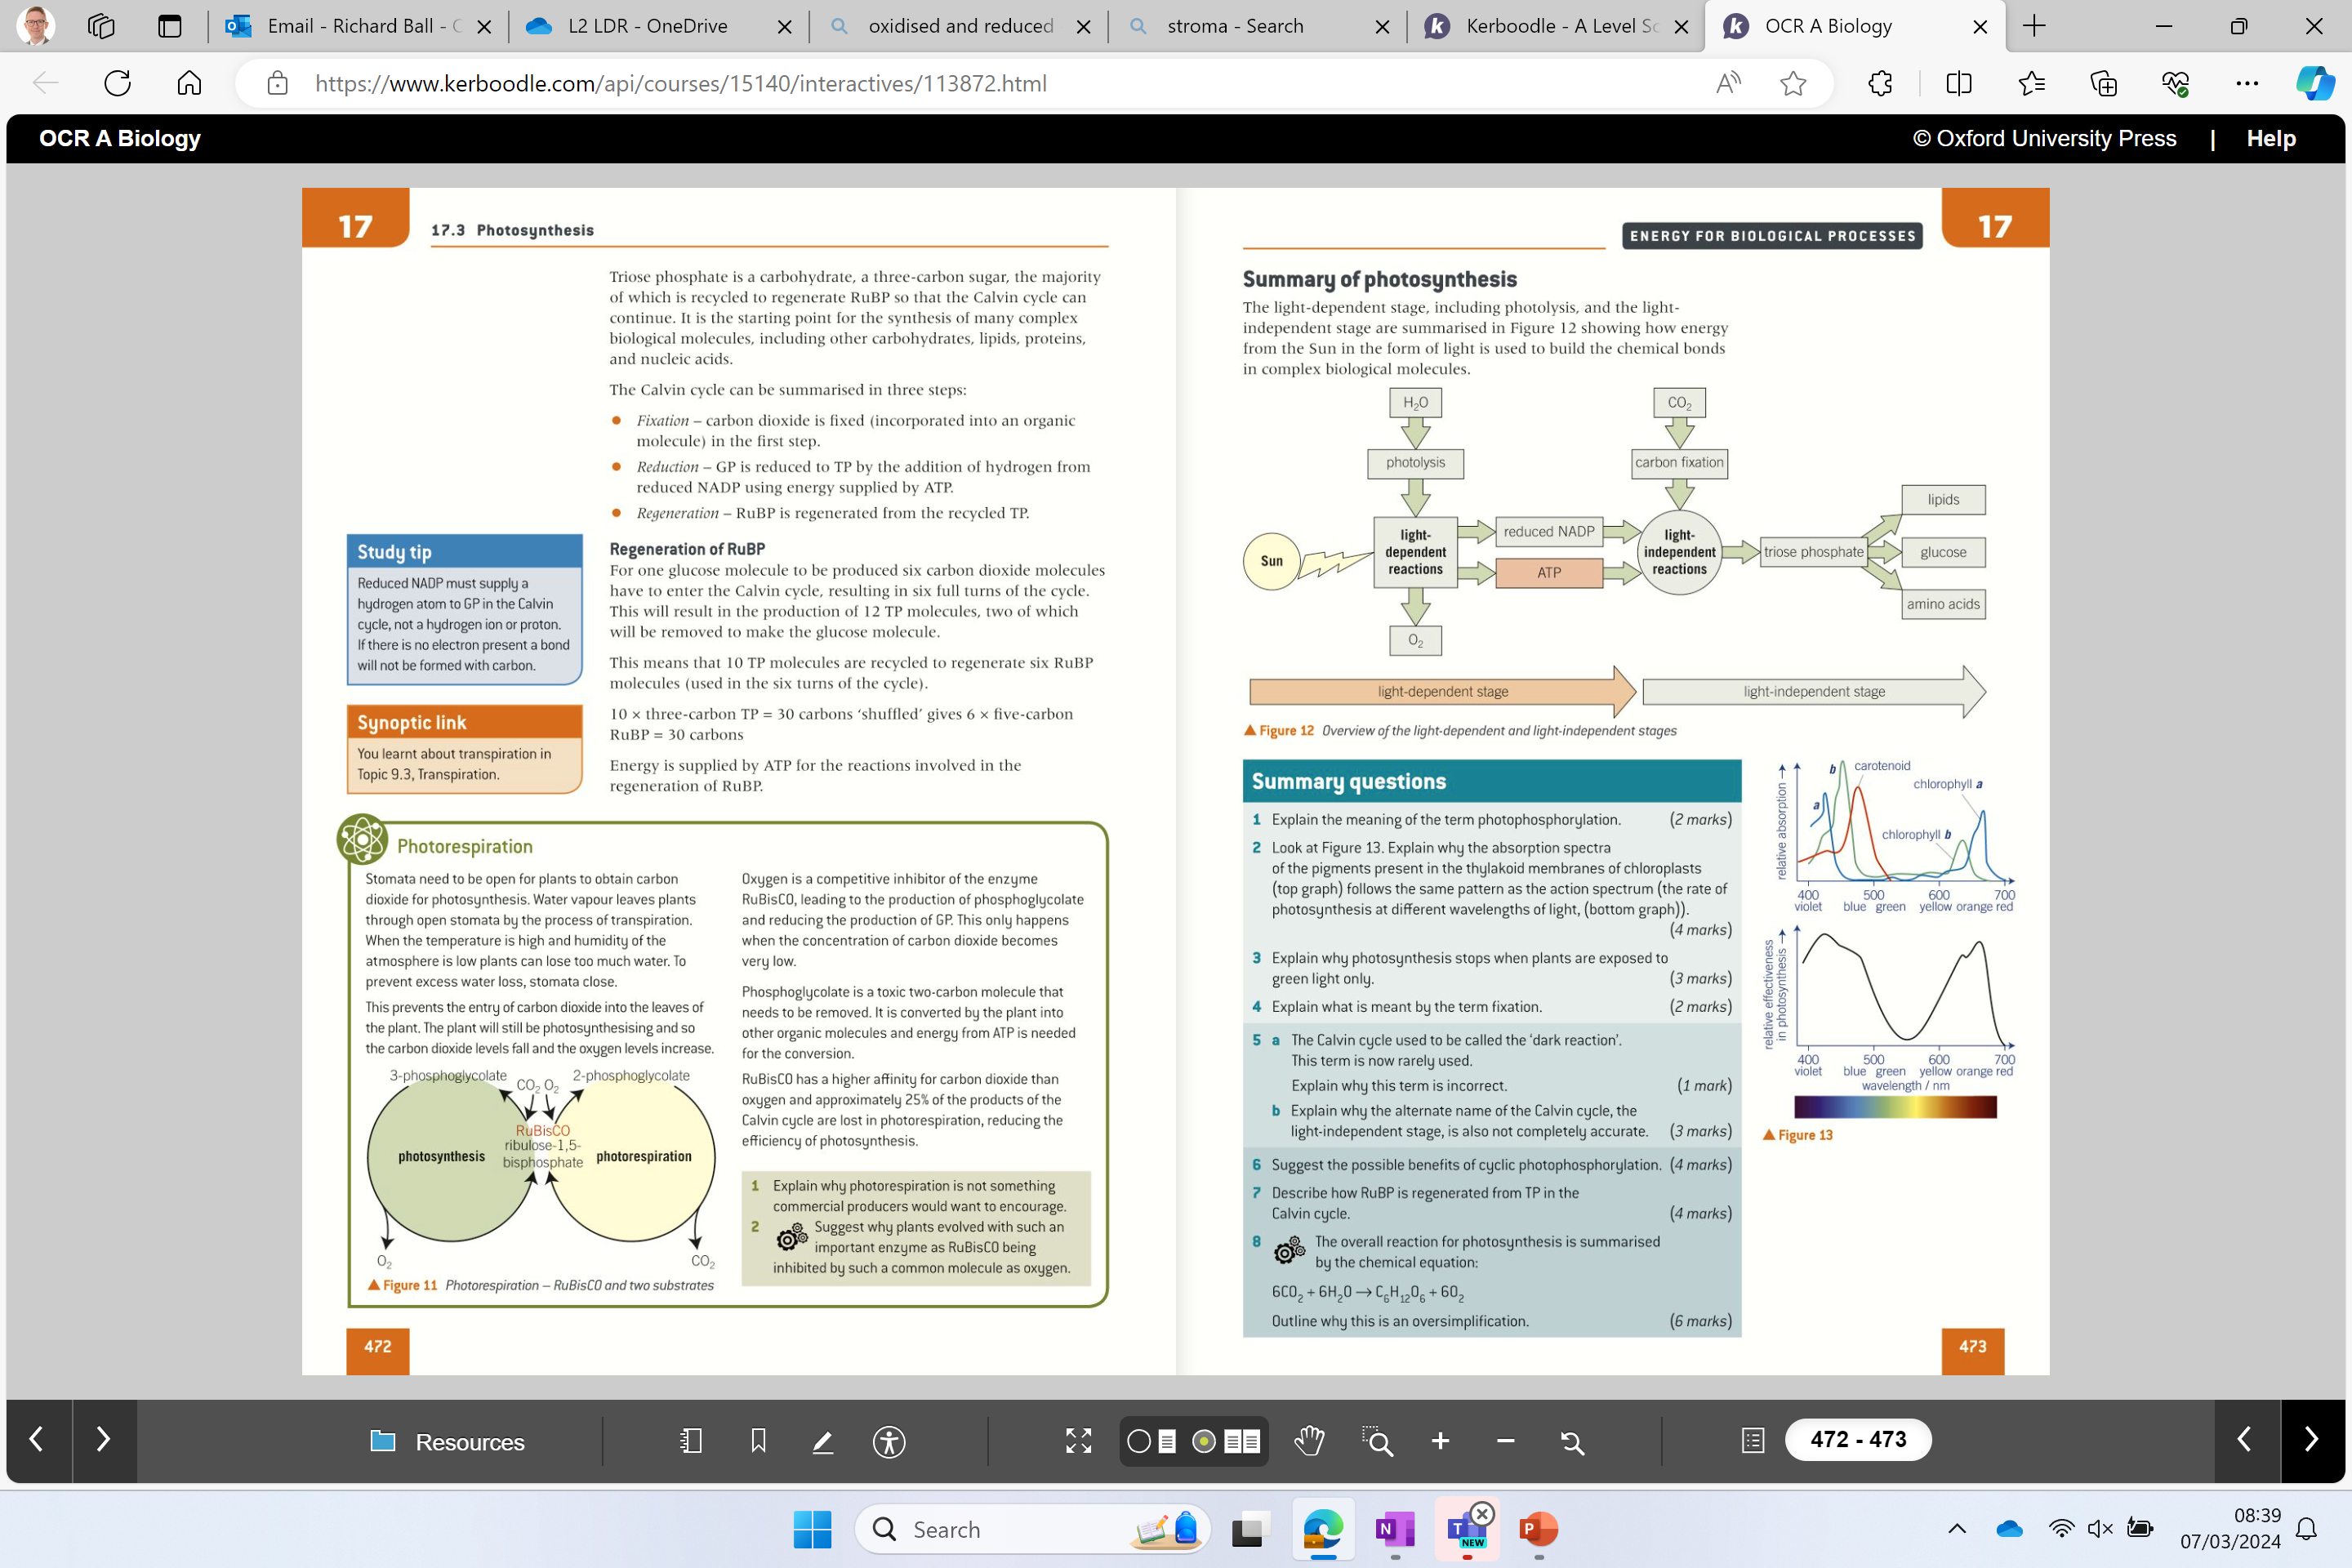 Email - Richard Ball - C
L2 LDR - OneDrive
oxidised and reduced
stroma - Search
Kerboodle - A Level Sc
OCR A Biology
https://www.kerboodle.com/api/courses/15140/interactives/113872.html
OCR A Biology
© Oxford University Press | Help
17
17.3 Photosynthesis
Triose phosphate is a carbohydrate, a three-carbon sugar, the majority
of which is recycled to regenerate RuBP so that the Calvin cycle can
continue. It is the starting point for the synthesis of many complex
biological molecules, including other carbohydrates, lipids, proteins,
and nucleic acids.
The Calvin cycle can be summarised in three steps:
• Fixation – carbon dioxide is fixed (incorporated into an organic
molecule) in the first step.
• Reduction – GP is reduced to TP by the addition of hydrogen from
reduced NADP using energy supplied by ATP.
• Regeneration – RuBP is regenerated from the recycled TP.
Study tip
Reduced NADP must supply a
hydrogen atom to GP in the Calvin
cycle, not a hydrogen ion or proton.
If there is no electron present a bond
will not be formed with carbon.
Synoptic link
You learnt about transpiration in
Topic 9.3, Transpiration.
Regeneration of RuBP
For one glucose molecule to be produced six carbon dioxide molecules
have to enter the Calvin cycle, resulting in six full turns of the cycle.
This will result in the production of 12 TP molecules, two of which
will be removed to make the glucose molecule.
This means that 10 TP molecules are recycled to regenerate six RuBP
molecules (used in the six turns of the cycle).
10 × three-carbon TP = 30 carbons ‘shuffled’ gives 6 × five-carbon
RuBP = 30 carbons
Energy is supplied by ATP for the reactions involved in the
regeneration of RuBP.
Photorespiration
Stomata need to be open for plants to obtain carbon
dioxide for photosynthesis. Water vapour leaves plants
through open stomata by the process of transpiration.
When the temperature is high and humidity of the
atmosphere is low plants can lose too much water. To
prevent excess water loss, stomata close.
This prevents the entry of carbon dioxide into the leaves of
the plant. The plant will still be photosynthesising and so
the carbon dioxide levels fall and the oxygen levels increase.
3-phosphoglycolate
CO₂ O₂
2-phosphoglycolate
RuBisCO
ribulose-1,5-
bisphosphate
photosynthesis
photorespiration
O₂
CO₂
▲ Figure 11 Photorespiration – RuBisCO and two substrates
Oxygen is a competitive inhibitor of the enzyme
RuBisCO, leading to the production of phosphoglycolate
and reducing the production of GP. This only happens
when the concentration of carbon dioxide becomes
very low.
Phosphoglycolate is a toxic two-carbon molecule that
needs to be removed. It is converted by the plant into
other organic molecules and energy from ATP is needed
for the conversion.
RuBisCO has a higher affinity for carbon dioxide than
oxygen and approximately 25% of the products of the
Calvin cycle are lost in photorespiration, reducing the
efficiency of photosynthesis.
1 Explain why photorespiration is not something
commercial producers would want to encourage.
2 Suggest why plants evolved with such an
important enzyme as RuBisCO being
inhibited by such a common molecule as oxygen.
472
ENERGY FOR BIOLOGICAL PROCESSES
17
Summary of photosynthesis
The light-dependent stage, including photolysis, and the light-
independent stage are summarised in Figure 12 showing how energy
from the Sun in the form of light is used to build the chemical bonds
in complex biological molecules.
H₂O
CO₂
photolysis
carbon fixation
Sun
light-
dependent
reactions
reduced NADP
ATP
light-
independent
reactions
triose phosphate
lipids
glucose
amino acids
O₂
light-dependent stage
light-independent stage
▲ Figure 12 Overview of the light-dependent and light-independent stages
Summary questions
1 Explain the meaning of the term photophosphorylation. (2 marks)
2 Look at Figure 13. Explain why the absorption spectra
of the pigments present in the thylakoid membranes of chloroplasts
(top graph) follows the same pattern as the action spectrum (the rate of
photosynthesis at different wavelengths of light, (bottom graph)).
(4 marks)
3 Explain why photosynthesis stops when plants are exposed to
green light only. (3 marks)
4 Explain what is meant by the term fixation. (2 marks)
5 a The Calvin cycle used to be called the ‘dark reaction’.
This term is now rarely used.
Explain why this term is incorrect. (1 mark)
b Explain why the alternate name of the Calvin cycle, the
light-independent stage, is also not completely accurate. (3 marks)
6 Suggest the possible benefits of cyclic photophosphorylation. (4 marks)
7 Describe how RuBP is regenerated from TP in the
Calvin cycle. (4 marks)
8 The overall reaction for photosynthesis is summarised
by the chemical equation:
6CO₂ + 6H₂O → C₆H₁₂O₆ + 6O₂
Outline why this is an oversimplification. (6 marks)
relative absorption
b
carotenoid
a
chlorophyll a
chlorophyll b
400 500 600 700
violet blue green yellow orange red
relative effectiveness
in photosynthesis
400 500 600 700
violet blue green yellow orange red
wavelength / nm
▲ Figure 13
473
Resources
472 - 473
Search
NEW
08:39
07/03/2024